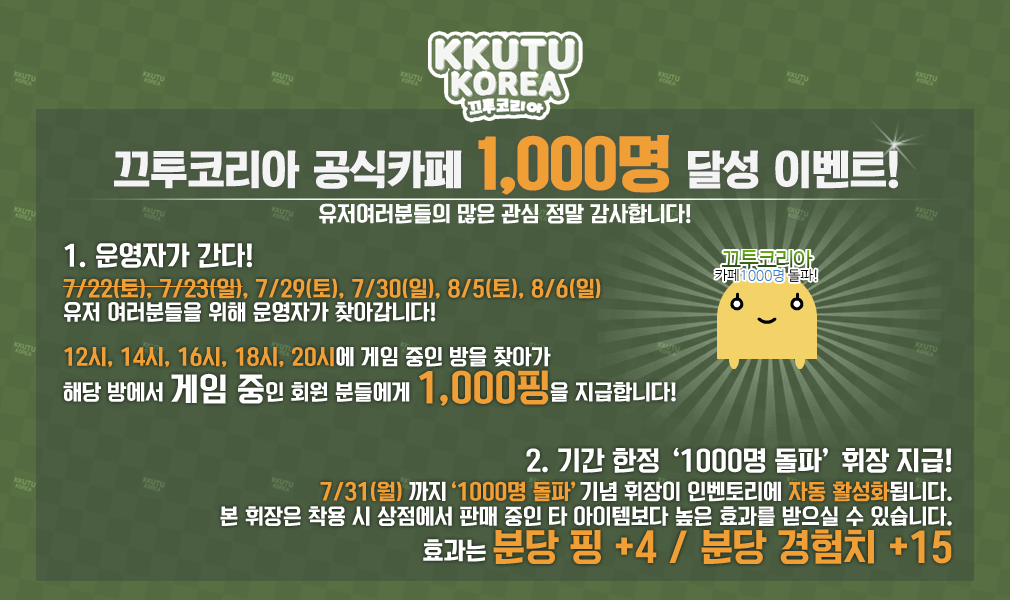 KKUTU
KOREA
끄투코리아
끄투코리아 공식카페 1,000명 달성 이벤트!
유저여러분들의 많은 관심 정말 감사합니다!
1. 운영자가 간다!
7/22(토), 7/23(일), 7/29(토), 7/30(일), 8/5(토), 8/6(일)
유저 여러분들을 위해 운영자가 찾아갑니다!
12시, 14시, 16시, 18시, 20시에 게임 중인 방을 찾아가
해당 방에서 게임 중인 회원 분들에게 1,000핑을 지급합니다!
끄투코리아
카페1000명 돌파!
2. 기간 한정 ‘1000명 돌파’ 휘장 지급!
7/31(월) 까지 ‘1000명 돌파’ 기념 휘장이 인벤토리에 자동 활성화됩니다.
본 휘장은 착용 시 상점에서 판매 중인 타 아이템보다 높은 효과를 받으실 수 있습니다.
효과는 분당 핑 +4 / 분당 경험치 +15